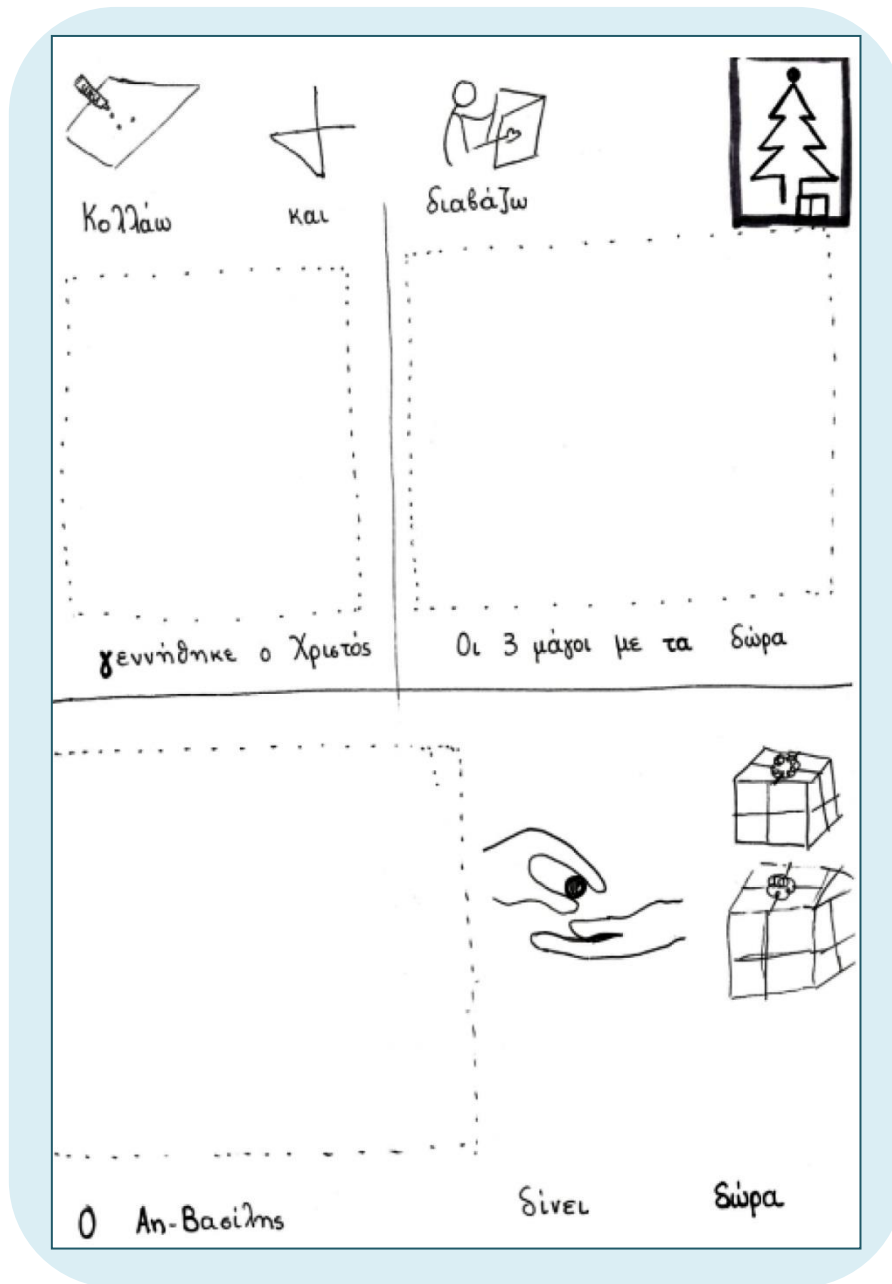 Κολλάω και διαβάζω
γεννήθηκε ο Χριστός
Οι 3 μάγοι με τα δώρα
Ο Αη-Βασίλης δίνει δώρα